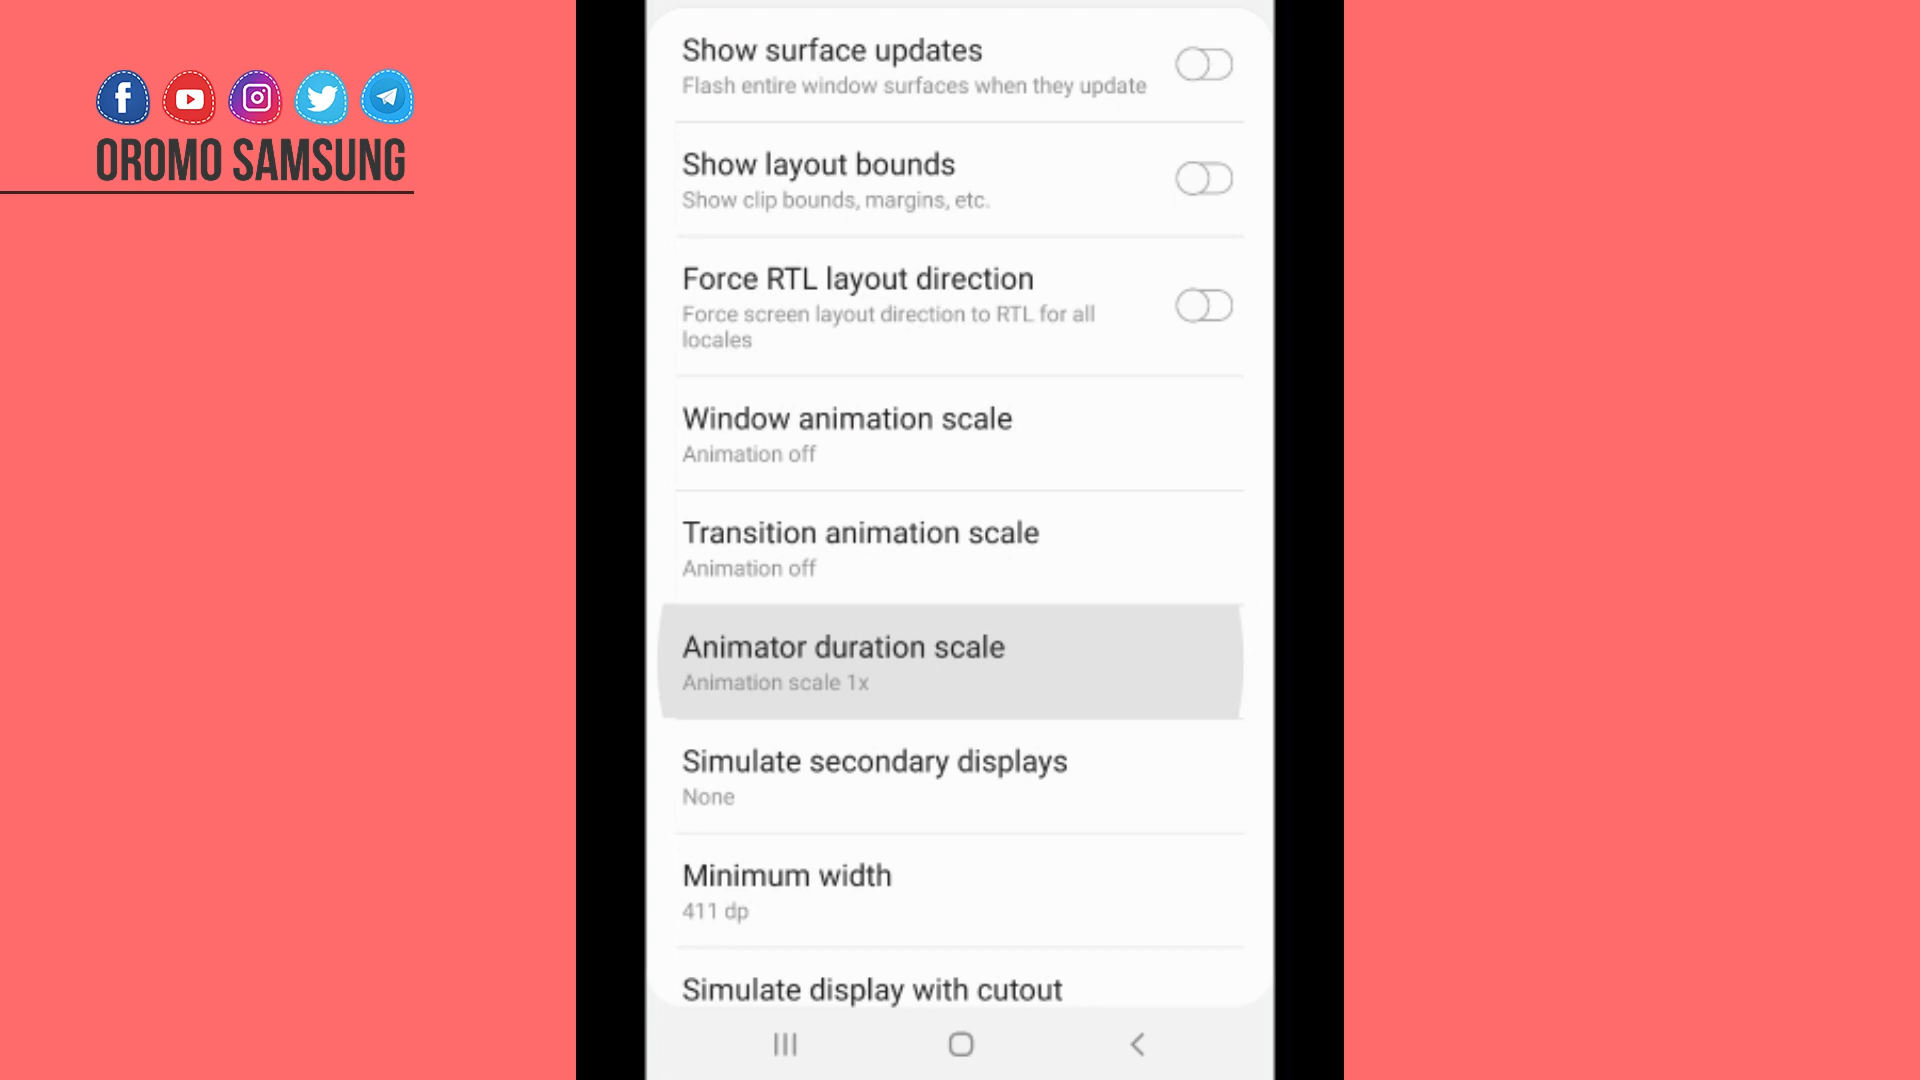 OROMO SAMSUNG
Show surface updates
Flash entire window surfaces when they update
Show layout bounds
Show clip bounds, margins, etc.
Force RTL layout direction
Force screen layout direction to RTL for all
locales
Window animation scale
Animation off
Transition animation scale
Animation off
Animator duration scale
Animation scale 1x
Simulate secondary displays
None
Minimum width
411 dp
Simulate display with cutout